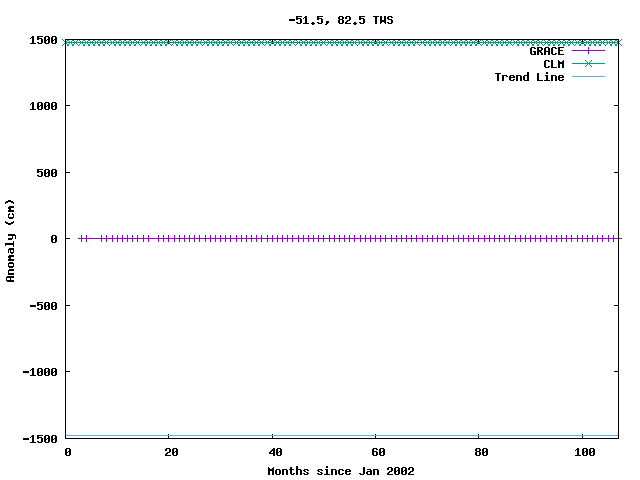 -51.5, 82.5 TWS
1500
1000
500
0
-500
-1000
-1500
Anomaly (cm)
GRACE
CLM
Trend Line
0 20 40 60 80 100
Months since Jan 2002